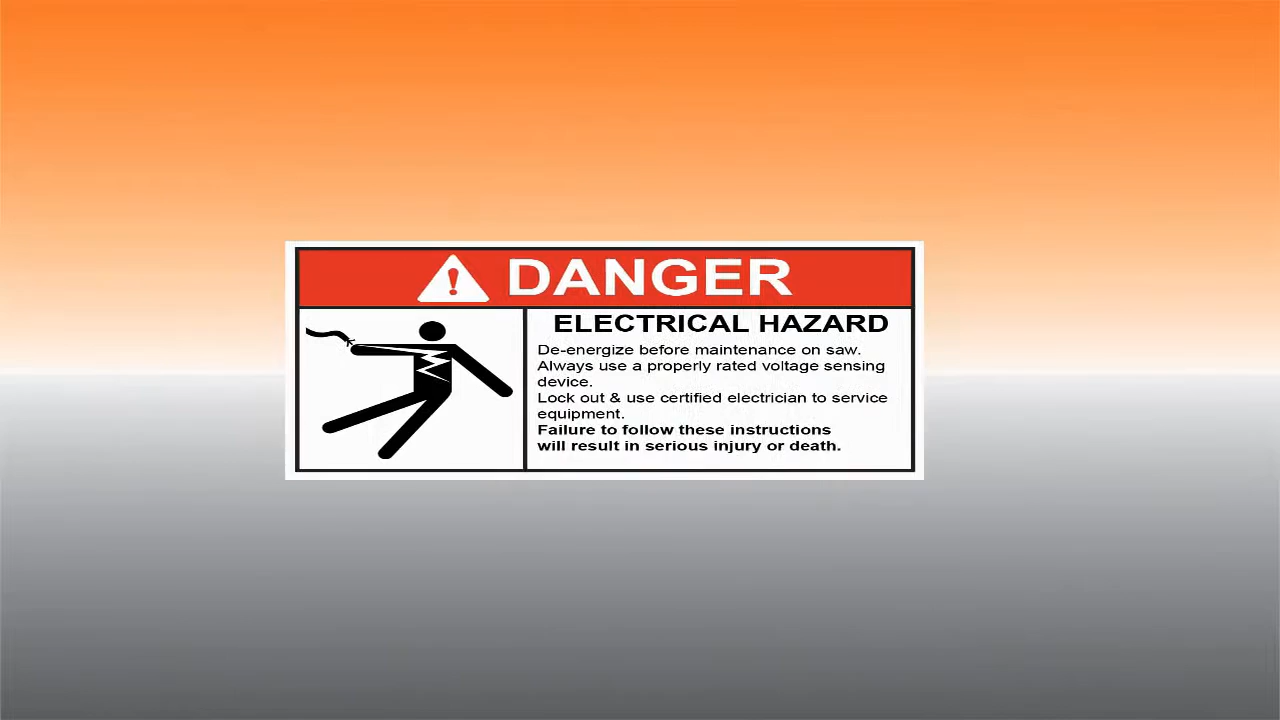 DANGER
ELECTRICAL HAZARD
De-energize before maintenance on saw.
Always use a properly rated voltage sensing
device.
Lock out & use certified electrician to service
equipment.
Failure to follow these instructions
will result in serious injury or death.